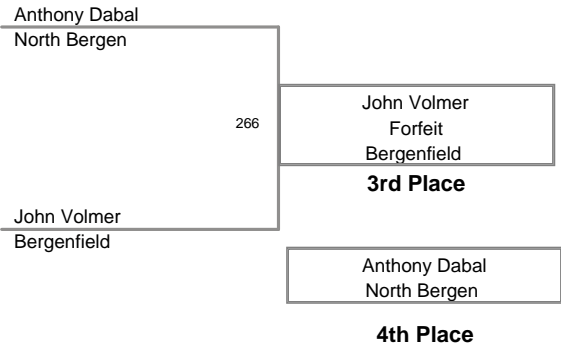 Anthony Dabal
North Bergen
266
John Volmer
Forfeit
Bergenfield
3rd Place
John Volmer
Bergenfield
Anthony Dabal
North Bergen
4th Place